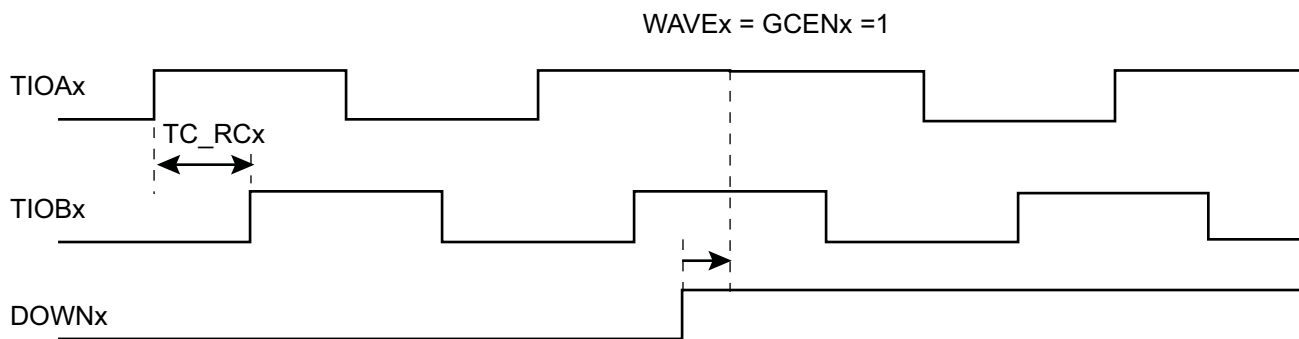 WAVEx = GCENx =1
TIOAx
TC_RCx
TIOBx
DOWNx